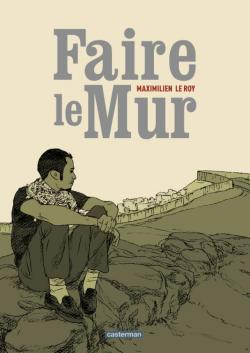 Faire
MAXIMILIEN LE ROY
le Mur
casterman